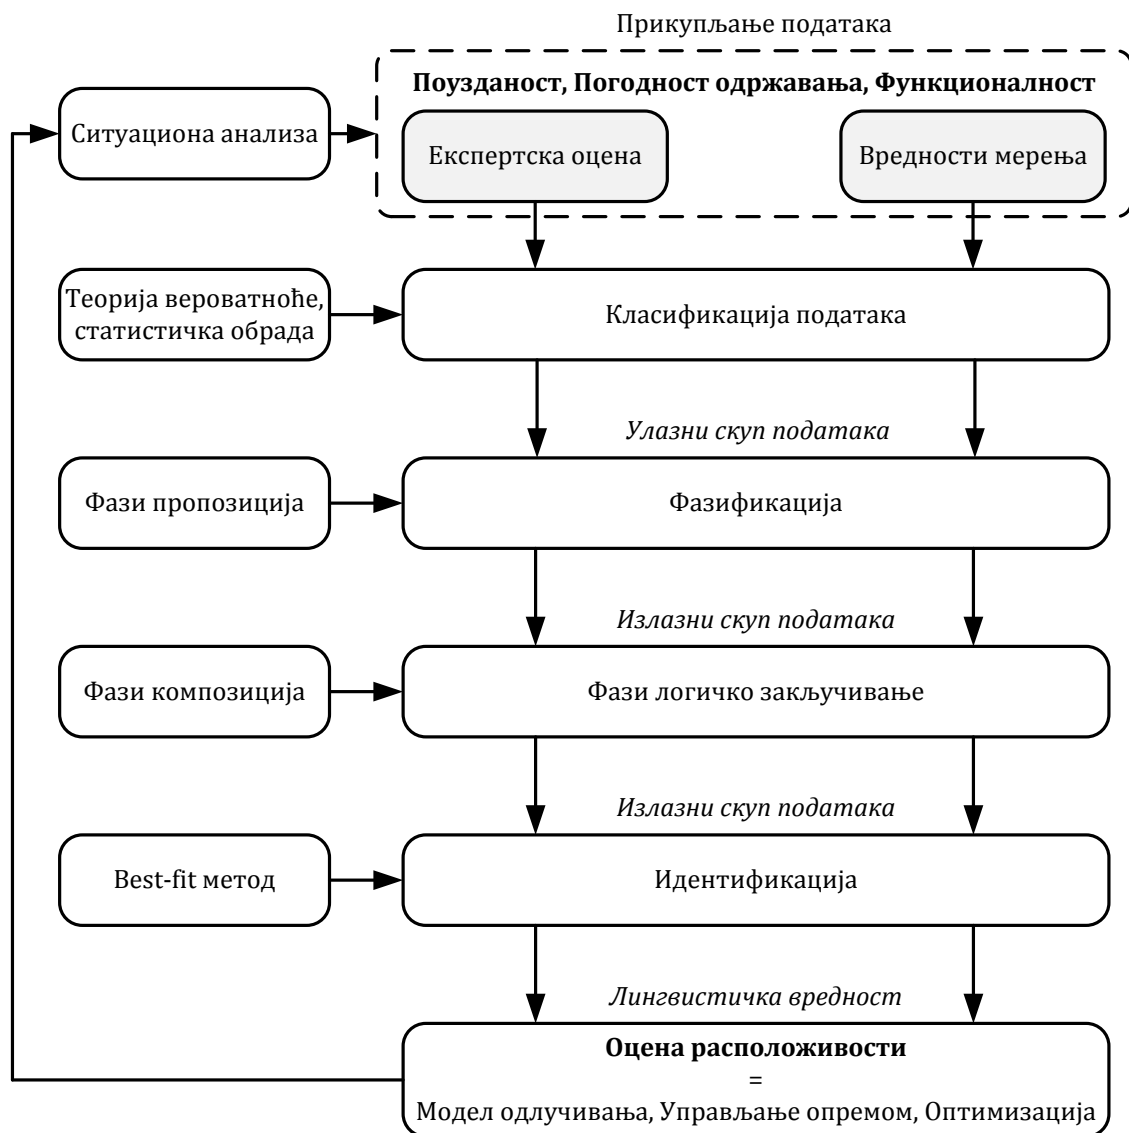 Прикупљање података
Поузданост, Погодност одржавања, Функционалност
Ситуациона анализа
Експертска оцена
Вредности мерења
Теорија вероватноће,
статистичка обрада
Класификација података
Улазни скуп података
Фази пропозиција
Фазификација
Излазни скуп података
Фази композиција
Фази логичко закључивање
Излазни скуп података
Best-fit метод
Идентификација
Лингвистичка вредност
Оцена расположивости
=
Модел одлучивања, Управљање опремом, Оптимизација